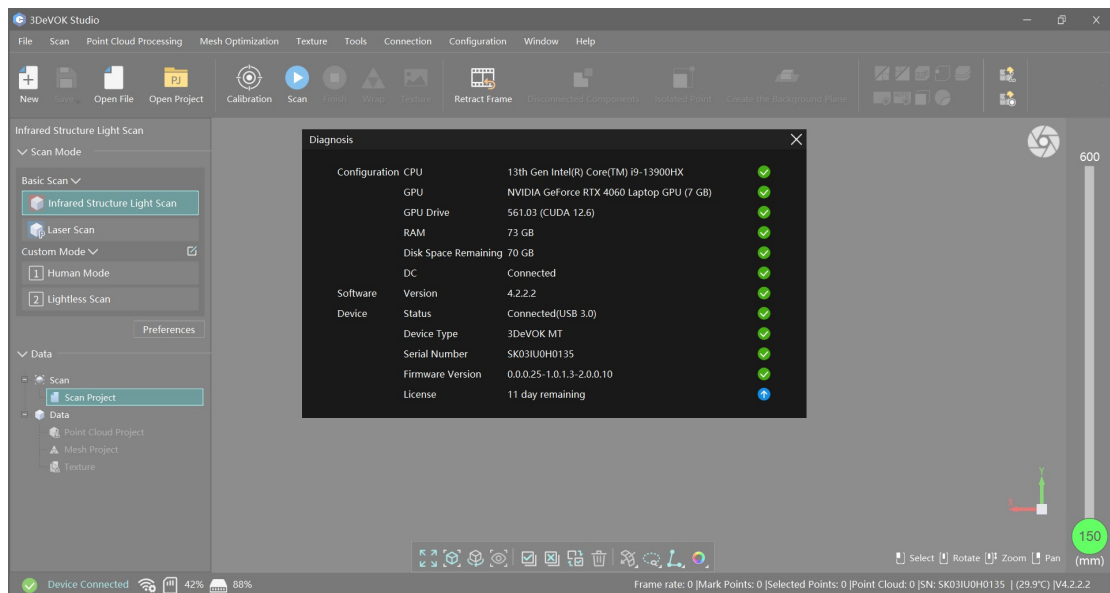 3DeVOK Studio
File Scan Point Cloud Processing Mesh Optimization Texture Tools Connection Configuration Window Help
New Save Open File PJ Open Project Calibration Scan Finish Wrap Texture Retract Frame Disconnected Components Isolated Point Create the Background Plane
Infrared Structure Light Scan
Scan Mode
Basic Scan
Infrared Structure Light Scan
Laser Scan
Custom Mode
1 Human Mode
2 Lightless Scan
Preferences
Data
Scan
Scan Project
Data
Point Cloud Project
Mesh Project
Texture
Diagnosis
Configuration CPU 13th Gen Intel(R) Core(TM) i9-13900HX
GPU NVIDIA GeForce RTX 4060 Laptop GPU (7 GB)
GPU Drive 561.03 (CUDA 12.6)
RAM 73 GB
Disk Space Remaining 70 GB
DC Connected
Software Version 4.2.2.2
Device Status Connected(USB 3.0)
Device Type 3DeVOK MT
Serial Number SK03IU0H0135
Firmware Version 0.0.0.25-1.0.1.3-2.0.0.10
License 11 day remaining
600
Y
X
150
(mm)
Select Rotate Zoom Pan
Device Connected 42% 88% Frame rate: 0 |Mark Points: 0 |Selected Points: 0 |Point Cloud: 0 |SN: SK03IU0H0135 | (29.9°C) |V4.2.2.2